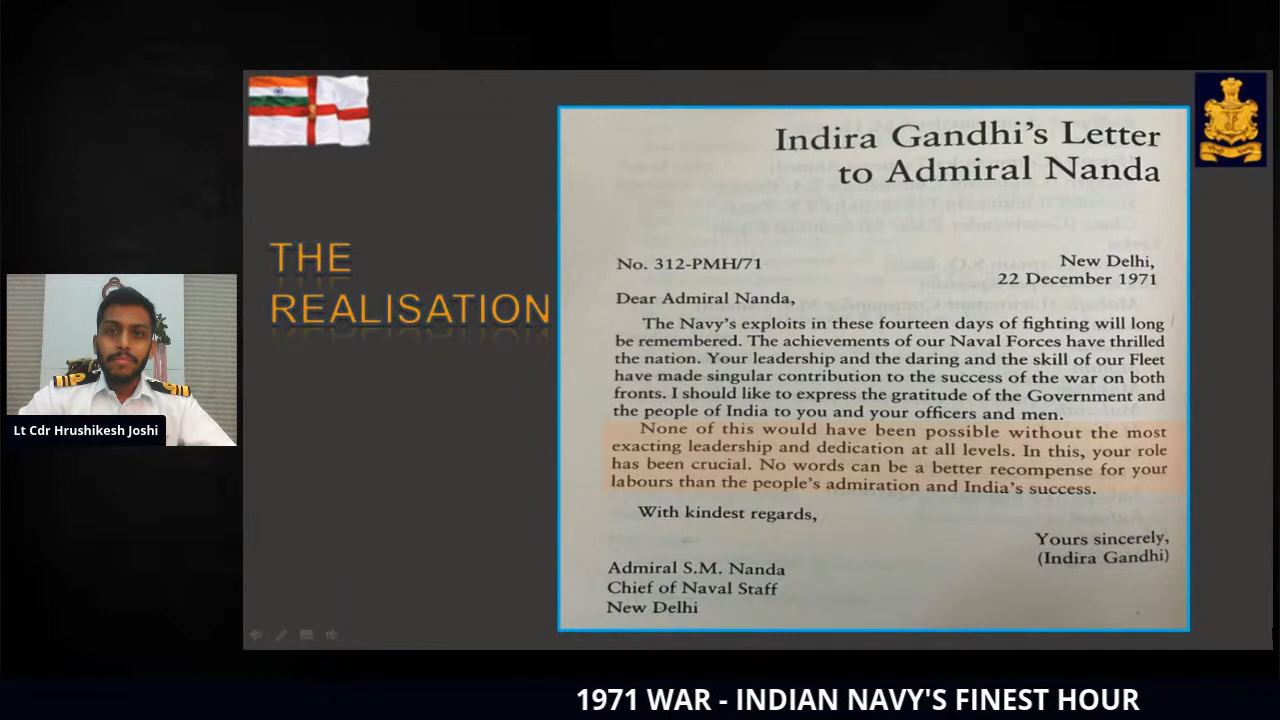 THE
REALISATION
Lt Cdr Hrushikesh Joshi
Indira Gandhi's Letter
to Admiral Nanda
No. 312-PMH/71
New Delhi,
22 December 1971
Dear Admiral Nanda,
The Navy's exploits in these fourteen days of fighting will long
be remembered. The achievements of our Naval Forces have thrilled
the nation. Your leadership and the daring and the skill of our Fleet
have made singular contribution to the success of the war on both
fronts. I should like to express the gratitude of the Government and
the people of India to you and your officers and men.
None of this would have been possible without the most
exacting leadership and dedication at all levels. In this, your role
has been crucial. No words can be a better recompense for your
labours than the people's admiration and India's success.
With kindest regards,
Yours sincerely,
(Indira Gandhi)
Admiral S.M. Nanda
Chief of Naval Staff
New Delhi
1971 WAR - INDIAN NAVY'S FINEST HOUR